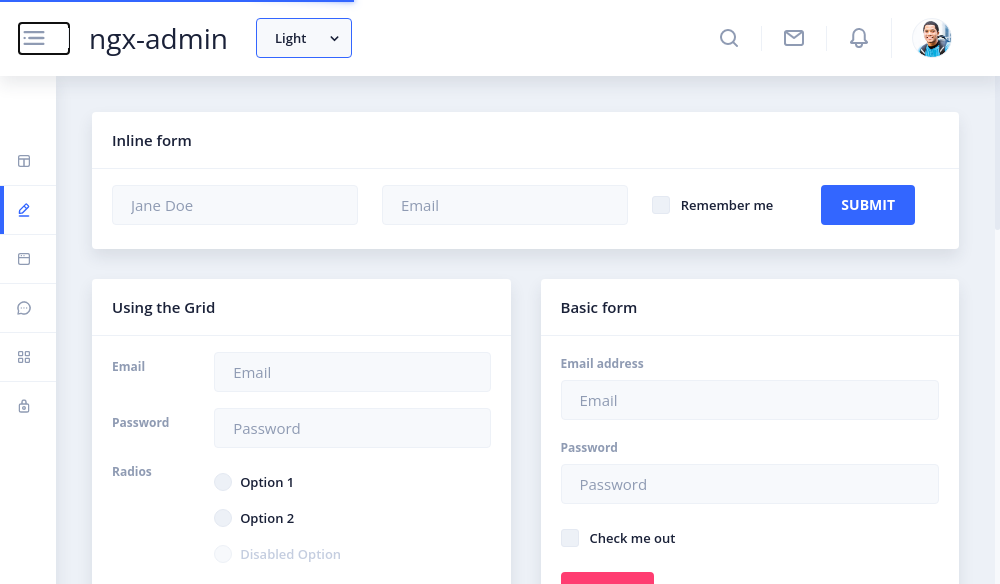 ngx-admin
Light
Inline form
Jane Doe
Email
Remember me
SUBMIT
Using the Grid
Email
Email
Password
Password
Radios
Option 1
Option 2
Disabled Option
Basic form
Email address
Email
Password
Password
Check me out